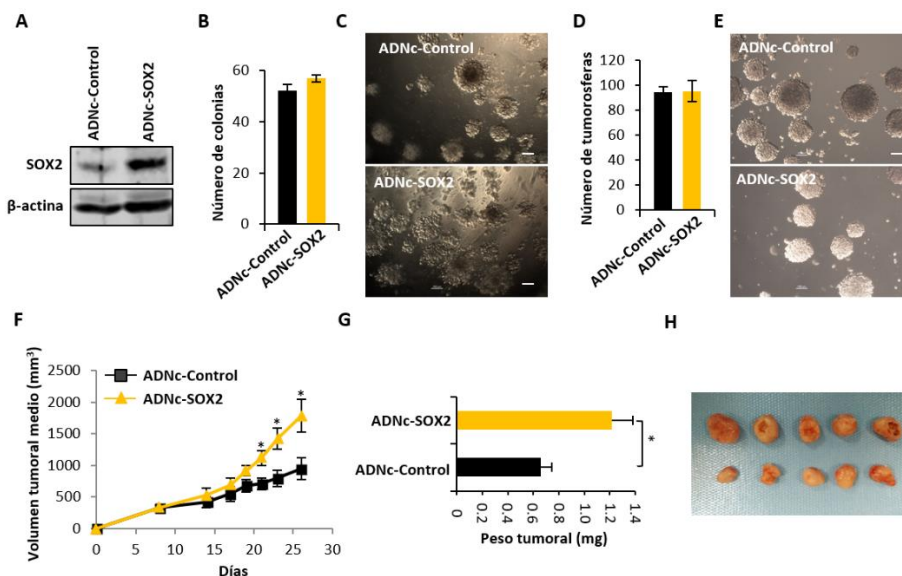 A
ADNc-Control
ADNc-SOX2
SOX2
β-actina
B
Número de colonias
60
40
20
0
ADNc-Control
ADNc-SOX2
C
ADNc-Control
ADNc-SOX2
D
Número de tumorosferas
120
100
80
60
40
20
0
ADNc-Control
ADNc-SOX2
E
ADNc-Control
ADNc-SOX2
F
Volumen tumoral medio (mm³)
2500
2000
1500
1000
500
0
ADNc-Control
ADNc-SOX2
*
*
*
0 5 10 15 20 25 30
Días
G
ADNc-SOX2
ADNc-Control
*
0 0.2 0.4 0.6 0.8 1 1.2 1.4
Peso tumoral (mg)
H